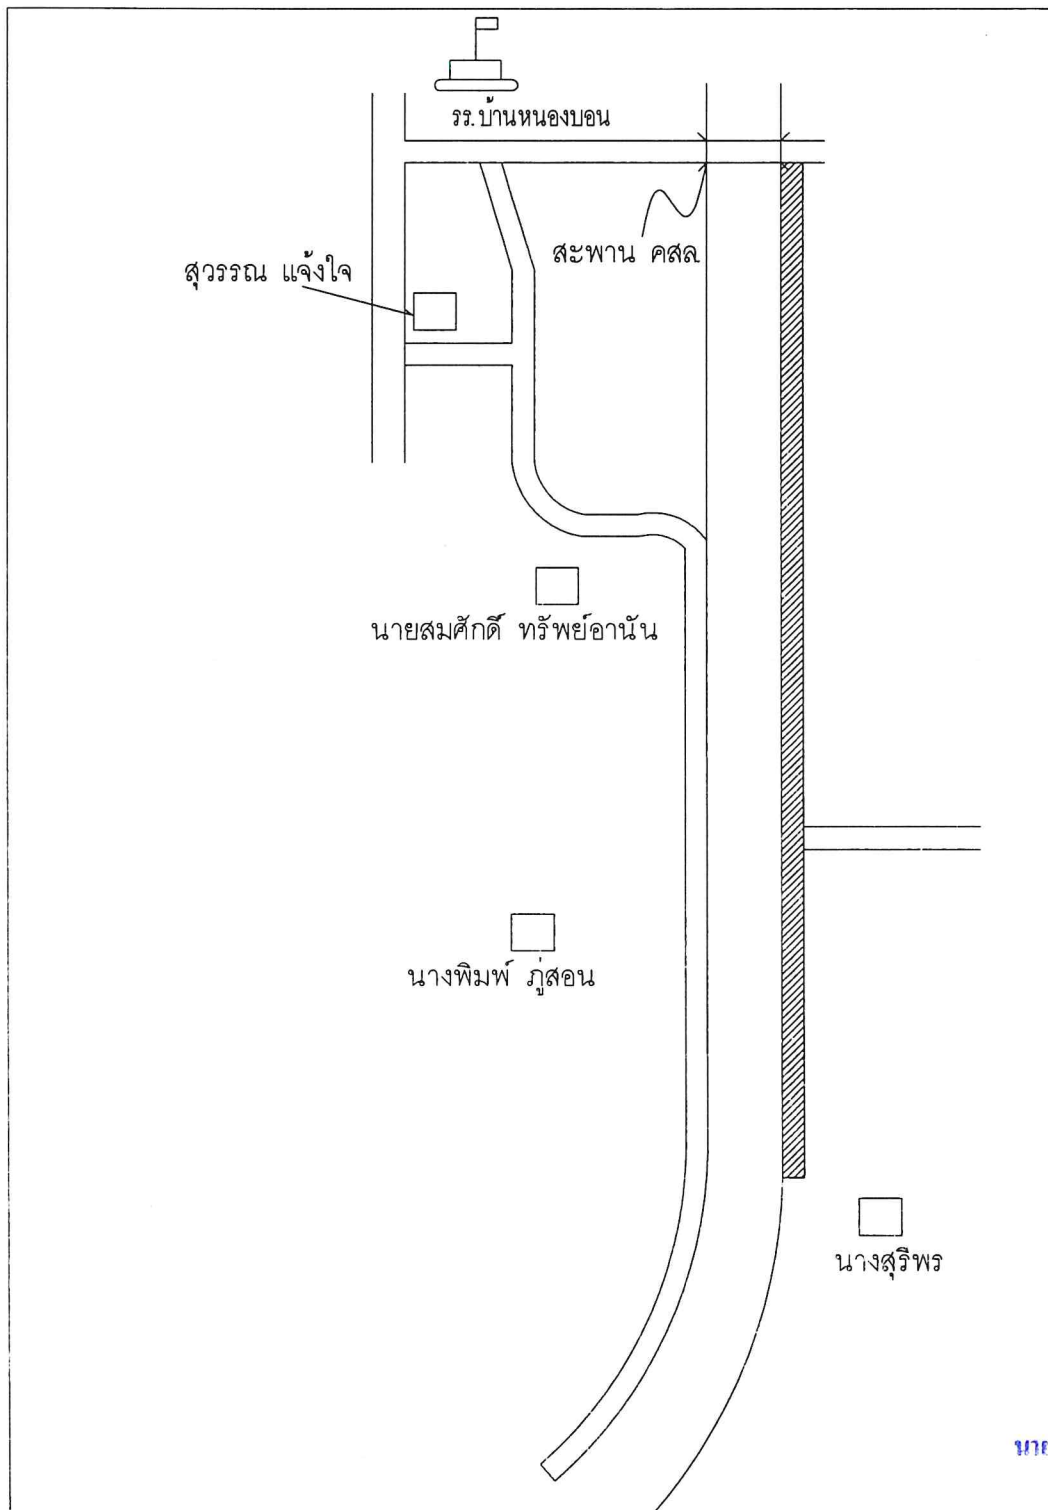 รร.บ้านหนองบอน
สะพาน คสล.
สุวรรณ แจ้งใจ
นายสมศักดิ์ ทรัพย์อานัน
นางพิมพ์ ภู่สอน
นางสุรีพร
นาย